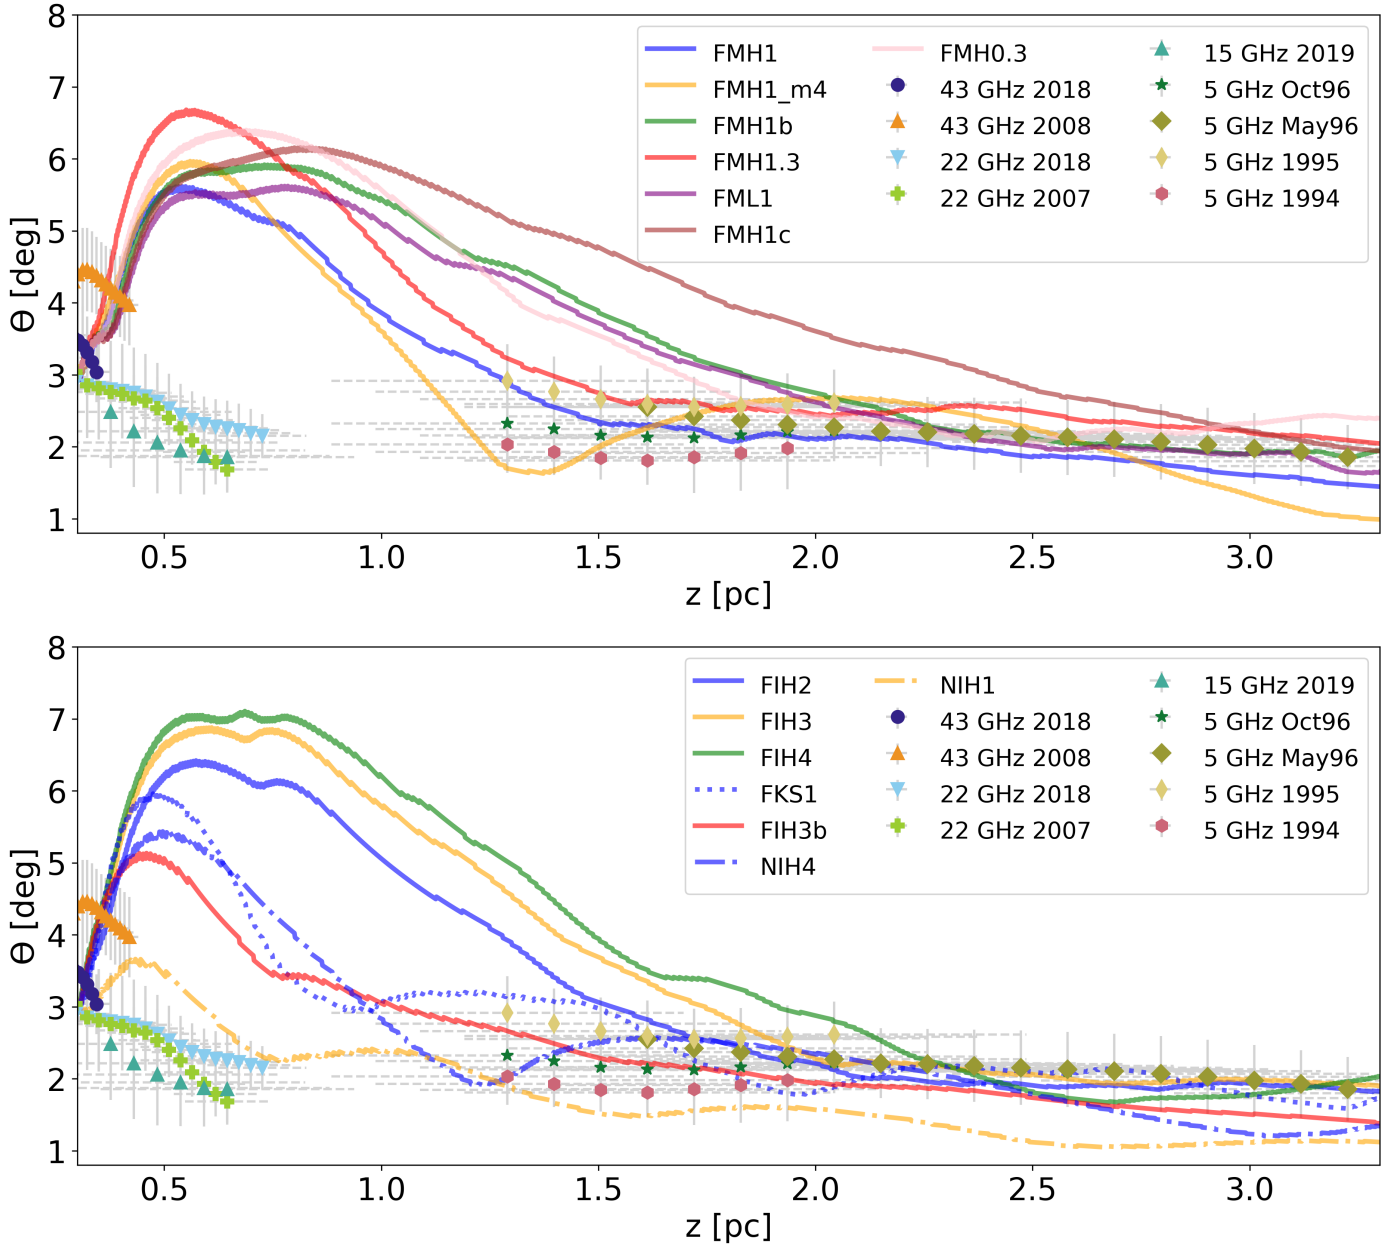 8
7
6
5
4
3
2
1
Θ [deg]
FMH1
FMH1_m4
FMH1b
FMH1.3
FML1
FMH1c
FMH0.3
43 GHz 2018
43 GHz 2008
22 GHz 2018
22 GHz 2007
15 GHz 2019
5 GHz Oct96
5 GHz May96
5 GHz 1995
5 GHz 1994
0.5 1.0 1.5 2.0 2.5 3.0
z [pc]
8
7
6
5
4
3
2
1
Θ [deg]
FIH2
FIH3
FIH4
FKS1
FIH3b
NIH4
NIH1
43 GHz 2018
43 GHz 2008
22 GHz 2018
22 GHz 2007
15 GHz 2019
5 GHz Oct96
5 GHz May96
5 GHz 1995
5 GHz 1994
0.5 1.0 1.5 2.0 2.5 3.0
z [pc]